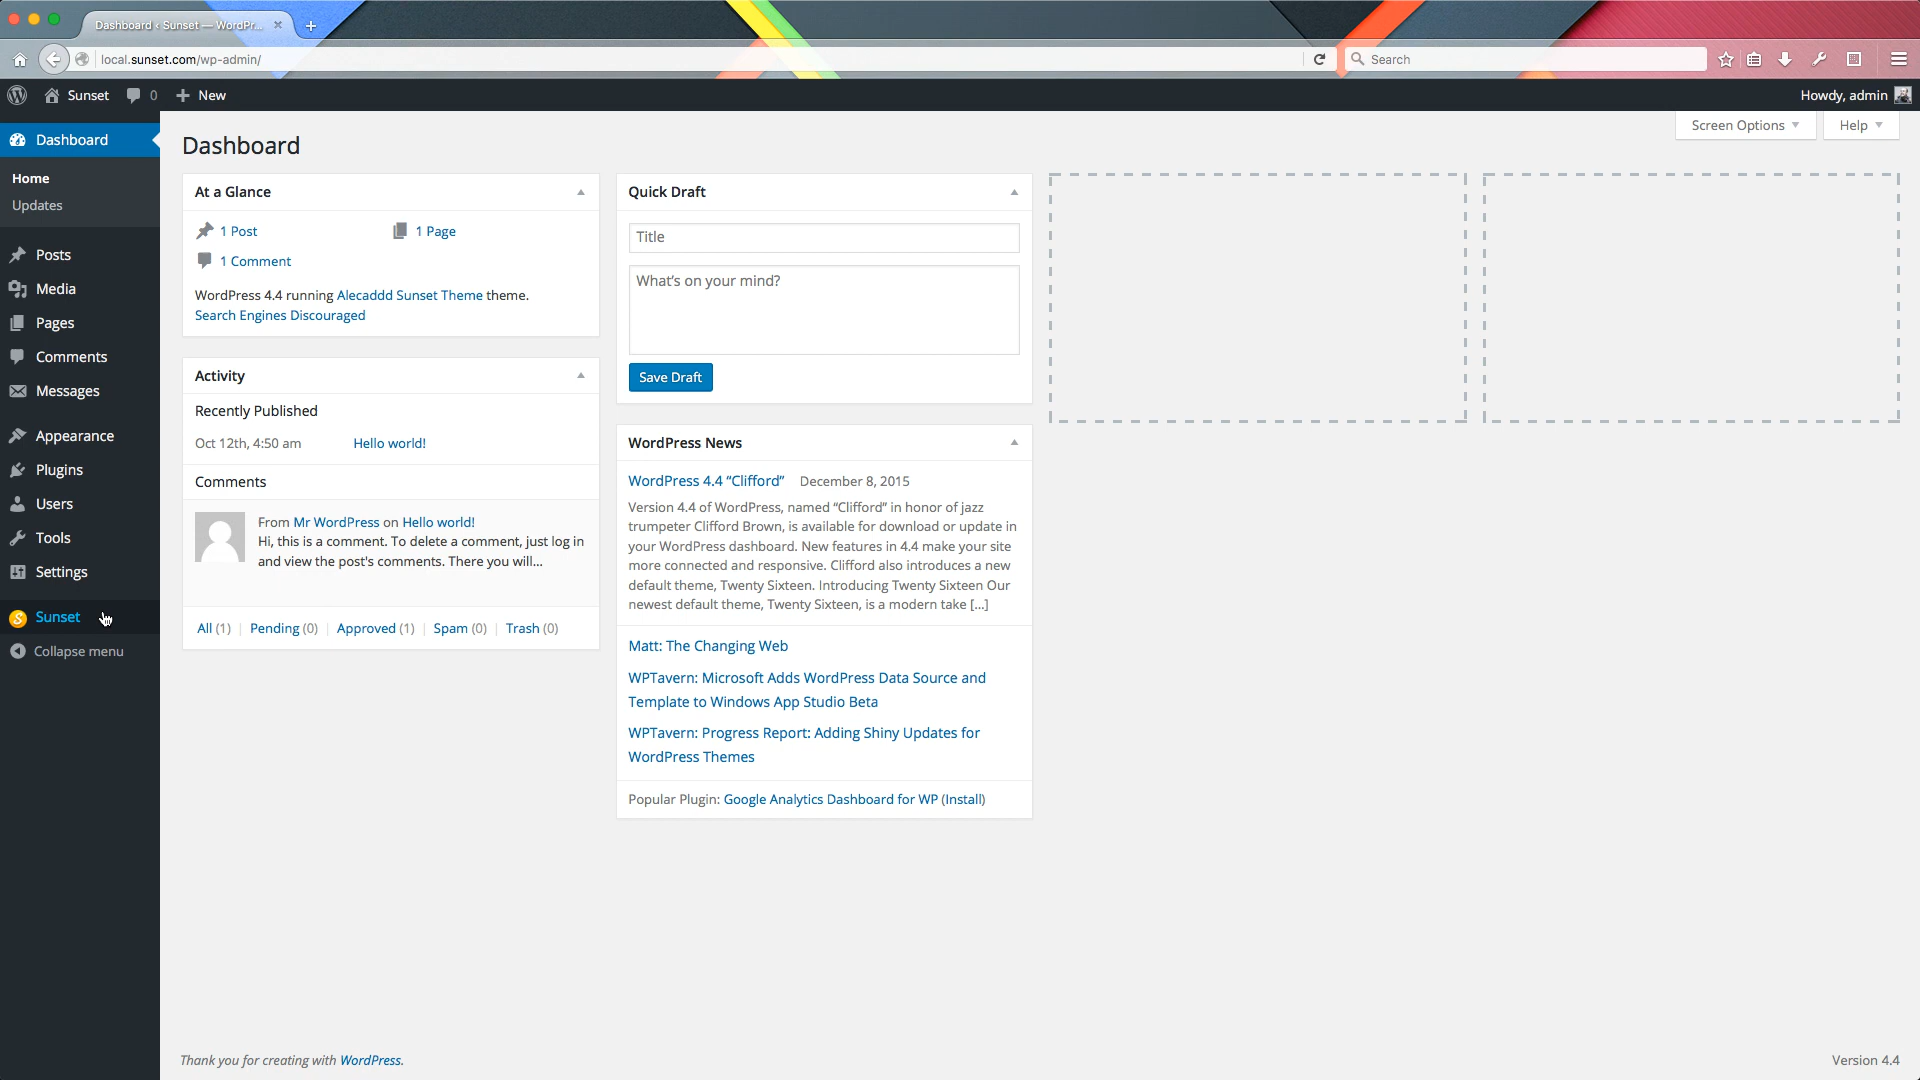 Dashboard ‹ Sunset — WordPr...
local.sunset.com/wp-admin/
Search
Sunset
0
New
Howdy, admin
Dashboard
Home
Updates
Posts
Media
Pages
Comments
Messages
Appearance
Plugins
Users
Tools
Settings
S Sunset
Collapse menu
Dashboard
Screen Options
Help
At a Glance
1 Post
1 Page
1 Comment
WordPress 4.4 running Alecaddd Sunset Theme theme.
Search Engines Discouraged
Activity
Recently Published
Oct 12th, 4:50 am
Hello world!
Comments
From Mr WordPress on Hello world!
Hi, this is a comment. To delete a comment, just log in
and view the post's comments. There you will...
All (1) | Pending (0) | Approved (1) | Spam (0) | Trash (0)
Quick Draft
Title
What's on your mind?
Save Draft
WordPress News
WordPress 4.4 “Clifford” December 8, 2015
Version 4.4 of WordPress, named “Clifford” in honor of jazz
trumpeter Clifford Brown, is available for download or update in
your WordPress dashboard. New features in 4.4 make your site
more connected and responsive. Clifford also introduces a new
default theme, Twenty Sixteen. Introducing Twenty Sixteen Our
newest default theme, Twenty Sixteen, is a modern take [...]
Matt: The Changing Web
WPTavern: Microsoft Adds WordPress Data Source and
Template to Windows App Studio Beta
WPTavern: Progress Report: Adding Shiny Updates for
WordPress Themes
Popular Plugin: Google Analytics Dashboard for WP (Install)
Thank you for creating with WordPress.
Version 4.4